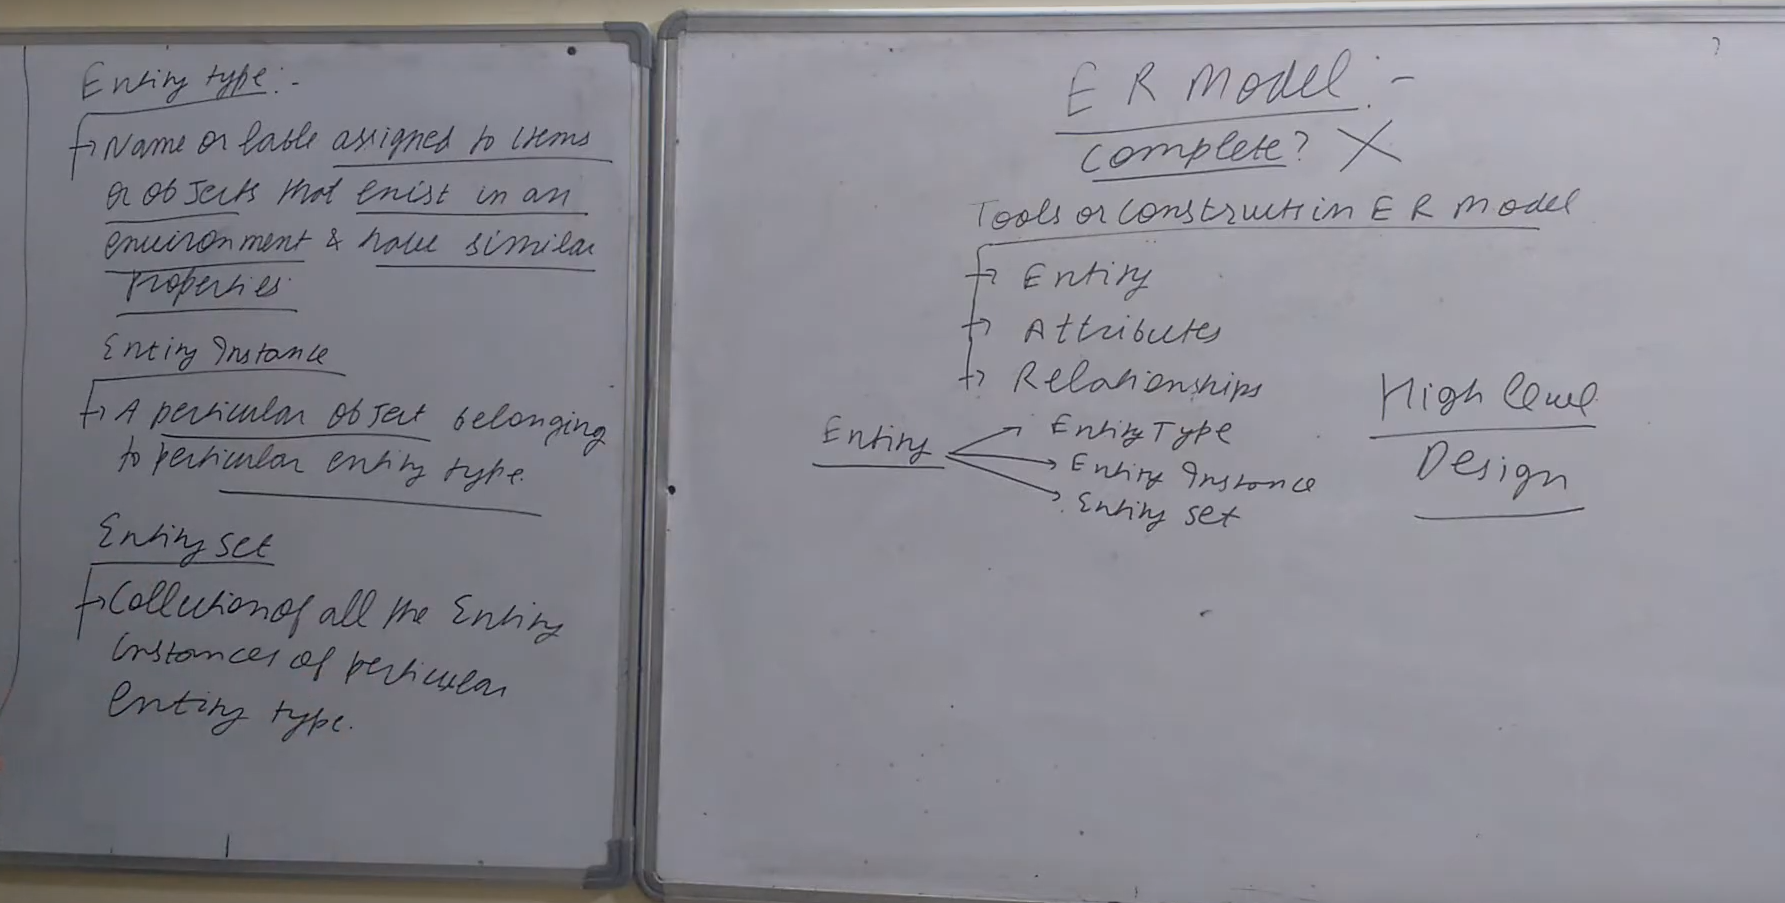 Entity type:-
→ Name or lable assigned to items
or objects that exist in an
environment & have similar
properties.
Entity Instance
→ A perticular object belonging
to perticular entity type.
Entity set
→ Collection of all the Entity
instances of perticular
entity type.
ER Model:-
Complete? X
Tools or constructs in ER Model
→ Entity
→ Attributes
→ Relationships
Entity
→ Entity Type
→ Entity Instance
→ Entity set
High level
Design